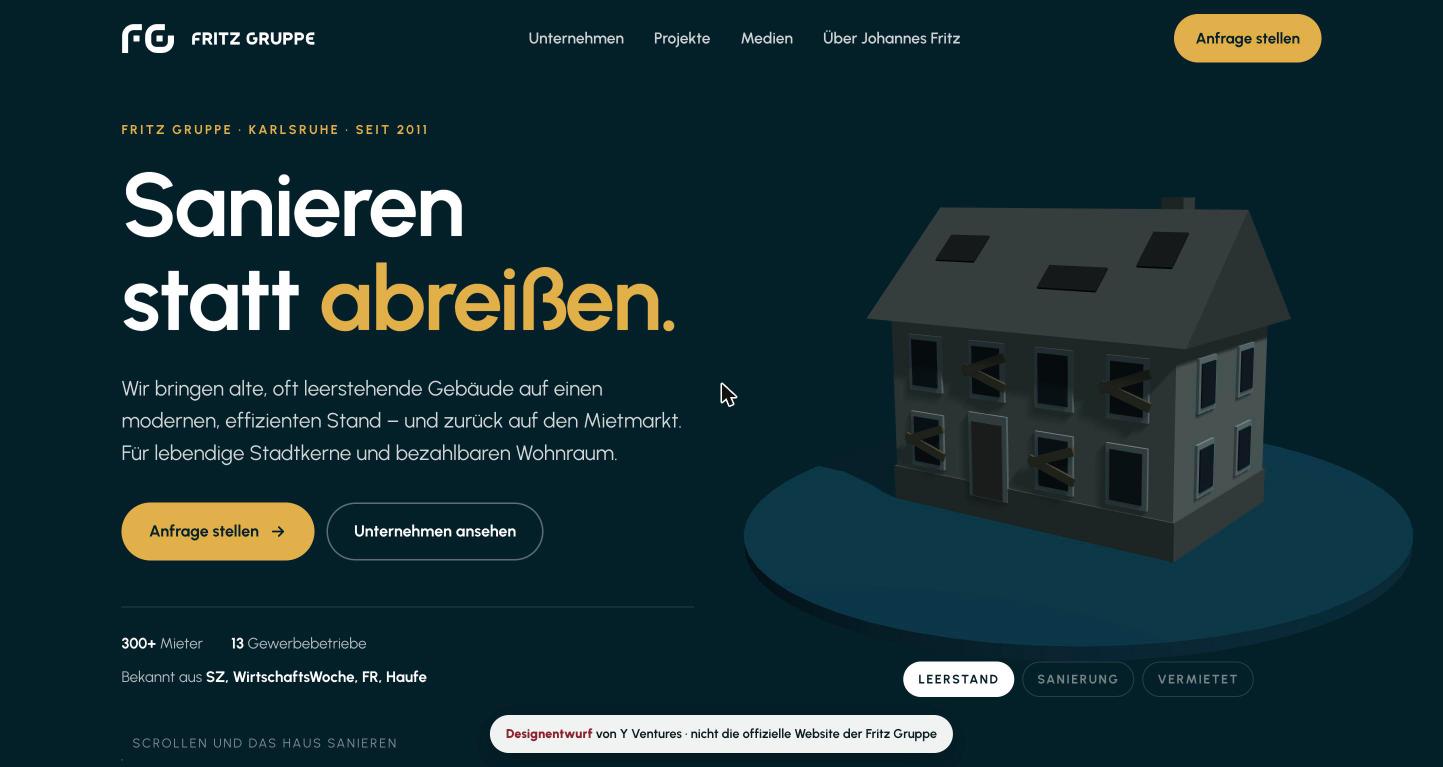 FG FRITZ GRUPPE
Unternehmen Projekte Medien Über Johannes Fritz
Anfrage stellen
FRITZ GRUPPE · KARLSRUHE · SEIT 2011
Sanieren
statt abreißen.
Wir bringen alte, oft leerstehende Gebäude auf einen
modernen, effizienten Stand – und zurück auf den Mietmarkt.
Für lebendige Stadtkerne und bezahlbaren Wohnraum.
Anfrage stellen → Unternehmen ansehen
300+ Mieter 13 Gewerbebetriebe
Bekannt aus SZ, WirtschaftsWoche, FR, Haufe
LEERSTAND SANIERUNG VERMIETET
SCROLLEN UND DAS HAUS SANIEREN
Designentwurf von Y Ventures · nicht die offizielle Website der Fritz Gruppe